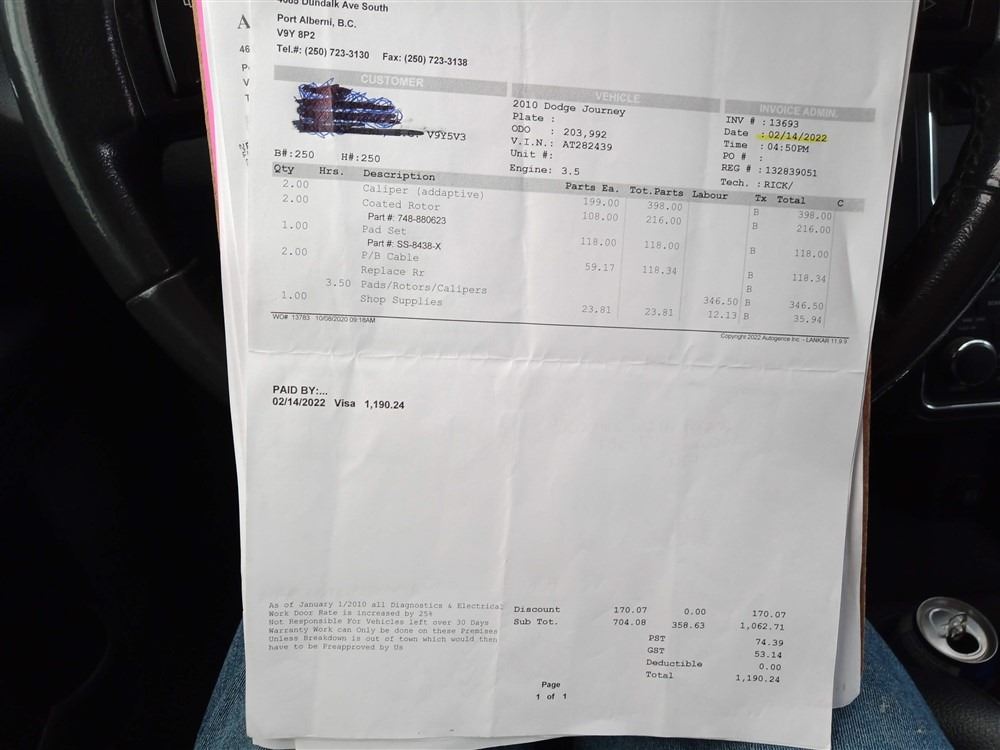 4085 Dundalk Ave South
Port Alberni, B.C.
V9Y 8P2
Tel.#: (250) 723-3130 Fax: (250) 723-3138
CUSTOMER VEHICLE INVOICE ADMIN.
V9Y5V3
B#:250 H#:250
2010 Dodge Journey
Plate :
ODO : 203,992
V.I.N.: AT282439
Unit #:
Engine: 3.5
INV # : 13693
Date : 02/14/2022
Time : 04:50PM
PO # :
REG # : 132839051
Tech. : RICK/
Qty Hrs. Description Parts Ea. Tot.Parts Labour Tx Total C
2.00 Caliper (addaptive) 199.00 398.00 B 398.00
2.00 Coated Rotor 108.00 216.00 B 216.00
Part #: 748-880623
1.00 Pad Set 118.00 118.00 B 118.00
Part #: SS-8438-X
2.00 P/B Cable 59.17 118.34 B 118.34
Replace Rr B
3.50 Pads/Rotors/Calipers 346.50 B 346.50
1.00 Shop Supplies 23.81 23.81 12.13 B 35.94
WO# 13783 10/08/2020 09:18AM
Copyright 2022 Autogence Inc. - LANKAR 11.9.9
PAID BY:...
02/14/2022 Visa 1,190.24
As of January 1/2010 all Diagnostics & Electrical
Work Door Rate is increased by 25%
Not Responsible For Vehicles left over 30 Days
Warranty Work can Only be done on these Premises
Unless Breakdown is out of town which would then
have to be Preapproved by Us
Discount 170.07 0.00 170.07
Sub Tot. 704.08 358.63 1,062.71
PST 74.39
GST 53.14
Deductible 0.00
Total 1,190.24
Page
1 of 1